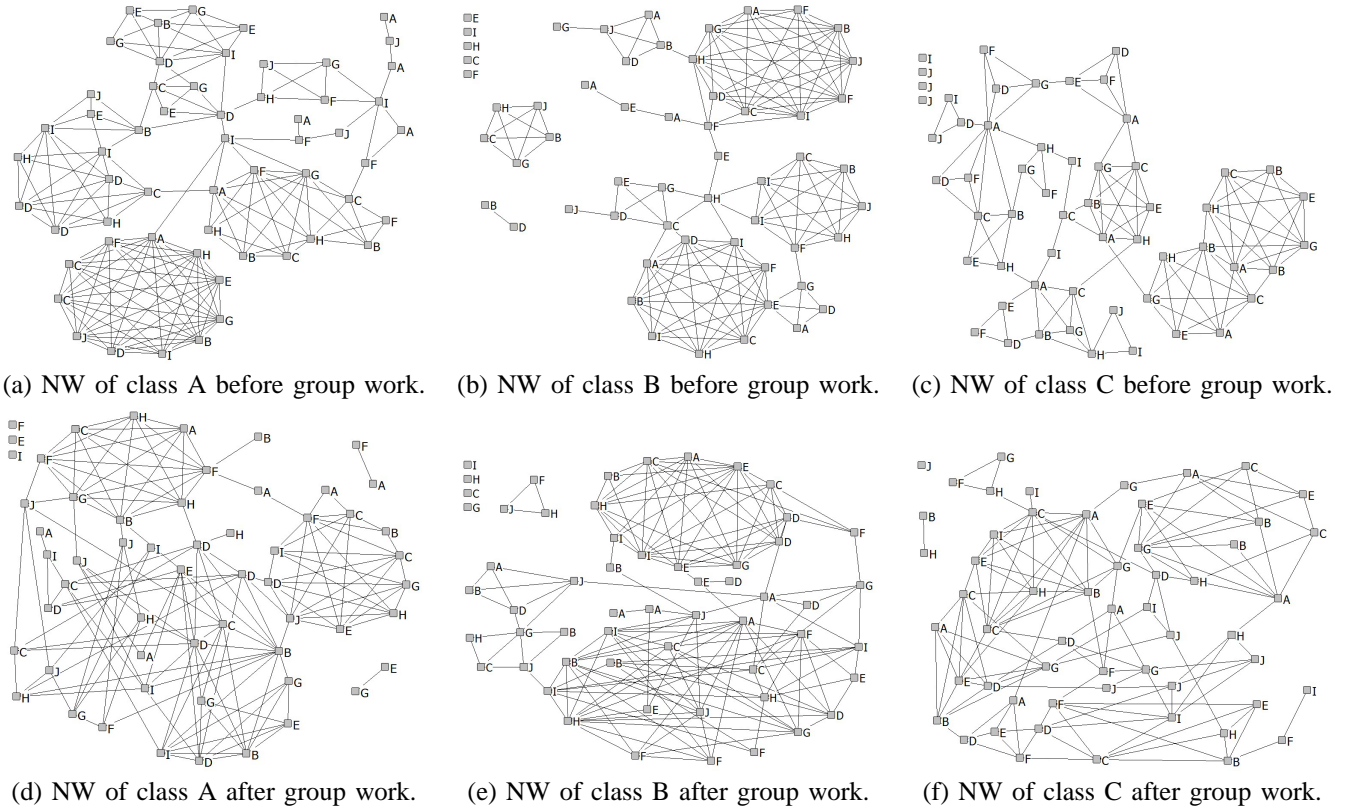 E G A
B E J
G I A
D J G
C G H F I
J E E D A J A
I B I F F
H I F G
D C A C
D D H H F
F A H H B
C E B C
C G
J D I B
E A A F
I G J G B
H B D H J
C A D F
F E A F C I
H J E
C B
G C B
B E G I J
D J D C H H
A D I F
B E
I H C G A D
(a) NW of class A before group work.
I F D
J D G E F
J I A
J D
J A H I G C C B
D F G F B E E
C B A H H
E H I B G
A C A B
E G C
F D B G J E A
H I
(b) NW of class B before group work.
(c) NW of class C before group work.
F H
E C A B F
I F F A
G H A A
J B F C B
A J I D H I C
I J E D D G
D C C J H
H D B E
C A
J I G E
H G F G E
I D B
(d) NW of class A after group work.
I C A E
H F B C
C J H H D F
G I I E G D
A J B E D G
B D A A J A D
H G B I F I
C J B B C C
I H E
H E J D
F F F G
(e) NW of class B after group work.
J G A C
F H I G E E
B C A B C
H I G B
E G D H
C H B A
A C D A I J H
E D G F J G J J
B A F I E I
D E D H
F C B F
(f) NW of class C after group work.